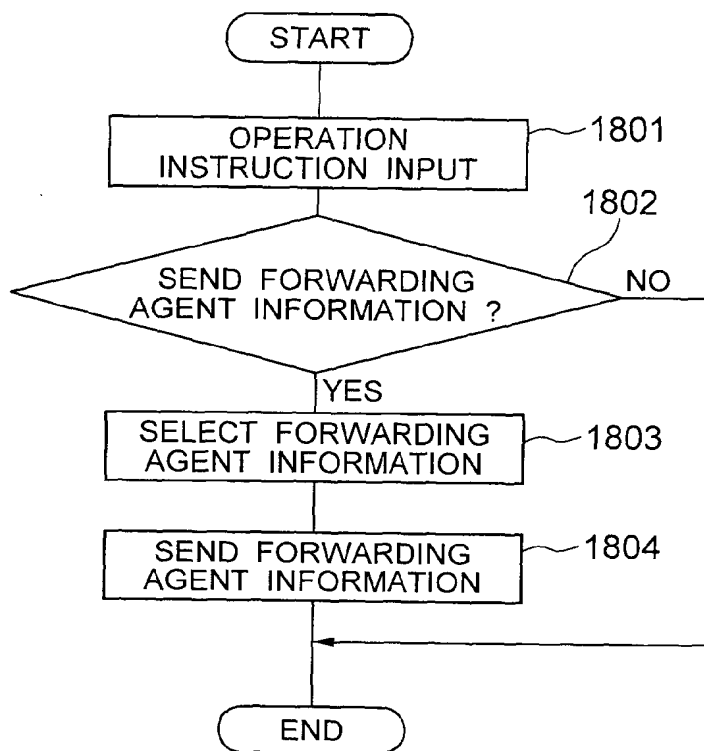 START
OPERATION
INSTRUCTION INPUT
1801
1802
SEND FORWARDING
AGENT INFORMATION ?
NO
YES
SELECT FORWARDING
AGENT INFORMATION
1803
SEND FORWARDING
AGENT INFORMATION
1804
END